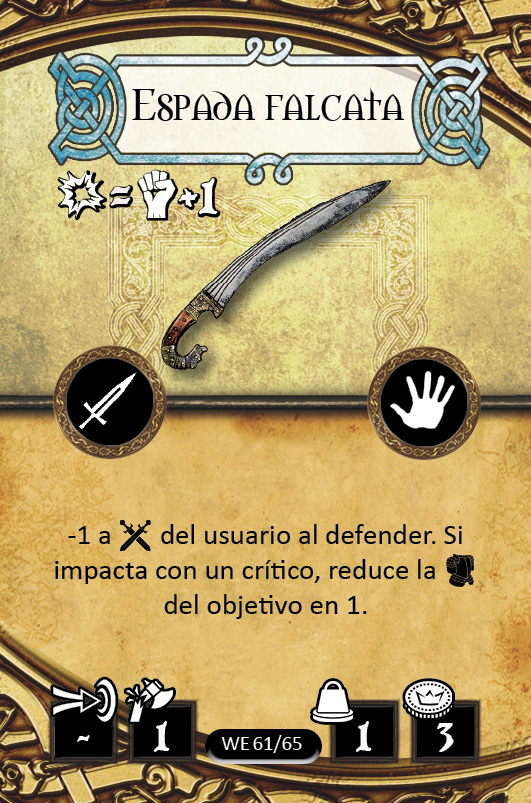 Espada falcata
=
+1
-1 a del usuario al defender. Si
impacta con un crítico, reduce la
del objetivo en 1.
- 1 WE 61/65 1 3